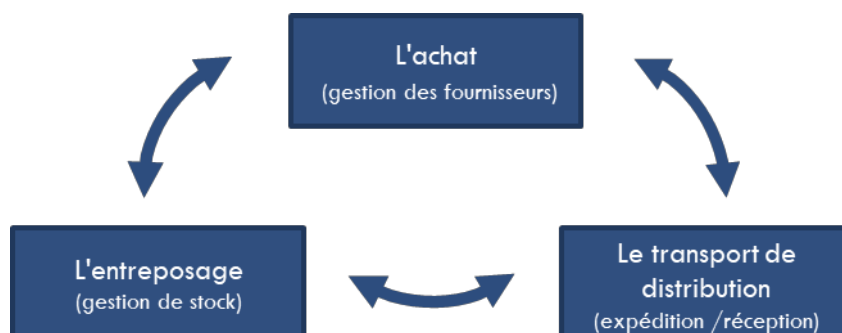 L'achat
(gestion des fournisseurs)
L'entreposage
(gestion de stock)
Le transport de
distribution
(expédition /réception)